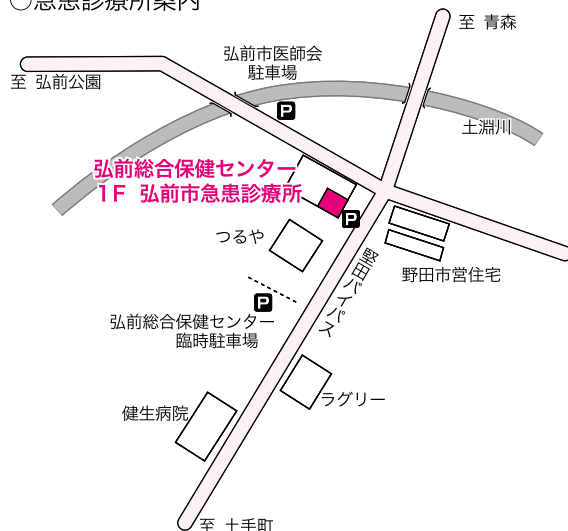 ○急患診療所案内
至 青森
弘前市医師会
駐車場
至 弘前公園
P
土淵川
弘前総合保健センター
1F 弘前市急患診療所
P
つるや
堅田バイパス
野田市営住宅
P
弘前総合保健センター
臨時駐車場
ラグリー
健生病院
至 土手町